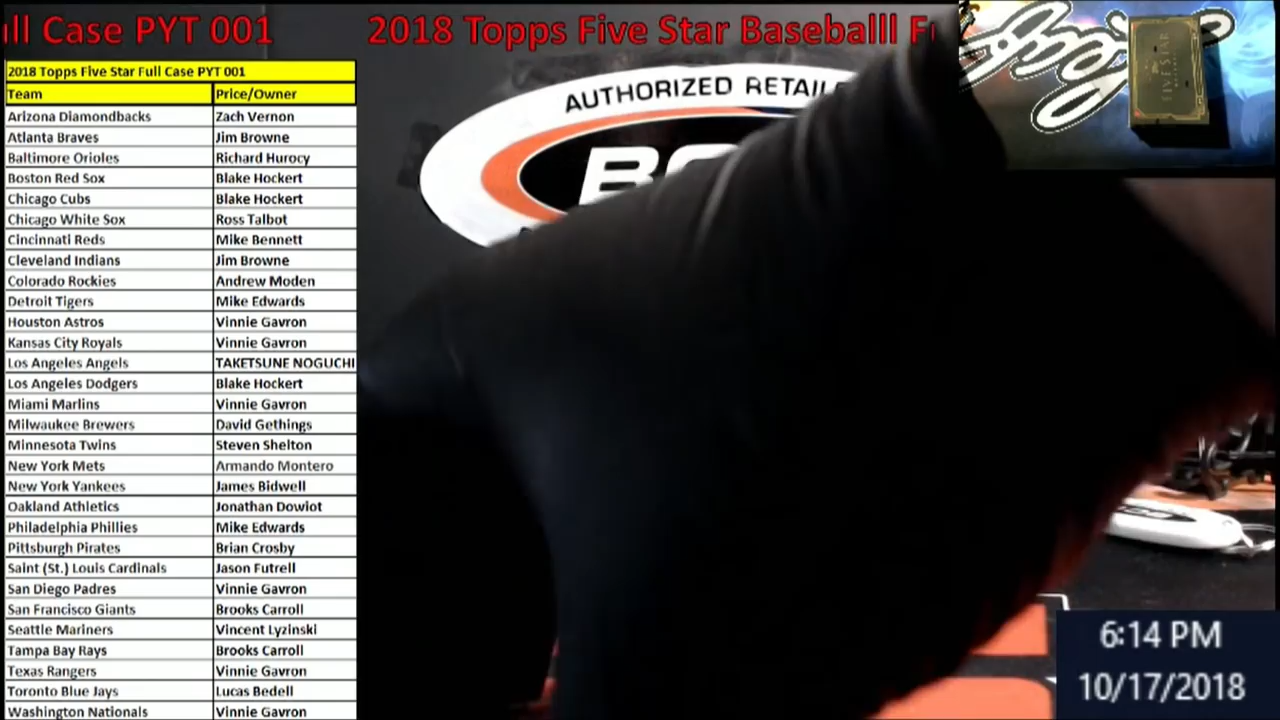 ll Case PYT 001 2018 Topps Five Star Baseballl F
2018 Topps Five Star Full Case PYT 001
Team Price/Owner
Arizona Diamondbacks Zach Vernon
Atlanta Braves Jim Browne
Baltimore Orioles Richard Hurocy
Boston Red Sox Blake Hockert
Chicago Cubs Blake Hockert
Chicago White Sox Ross Talbot
Cincinnati Reds Mike Bennett
Cleveland Indians Jim Browne
Colorado Rockies Andrew Moden
Detroit Tigers Mike Edwards
Houston Astros Vinnie Gavron
Kansas City Royals Vinnie Gavron
Los Angeles Angels TAKETSUNE NOGUCHI
Los Angeles Dodgers Blake Hockert
Miami Marlins Vinnie Gavron
Milwaukee Brewers David Gethings
Minnesota Twins Steven Shelton
New York Mets Armando Montero
New York Yankees James Bidwell
Oakland Athletics Jonathan Dowiot
Philadelphia Phillies Mike Edwards
Pittsburgh Pirates Brian Crosby
Saint (St.) Louis Cardinals Jason Futrell
San Diego Padres Vinnie Gavron
San Francisco Giants Brooks Carroll
Seattle Mariners Vincent Lyzinski
Tampa Bay Rays Brooks Carroll
Texas Rangers Vinnie Gavron
Toronto Blue Jays Lucas Bedell
Washington Nationals Vinnie Gavron
AUTHORIZED RETAIL
FIVE STAR
6:14 PM
10/17/2018